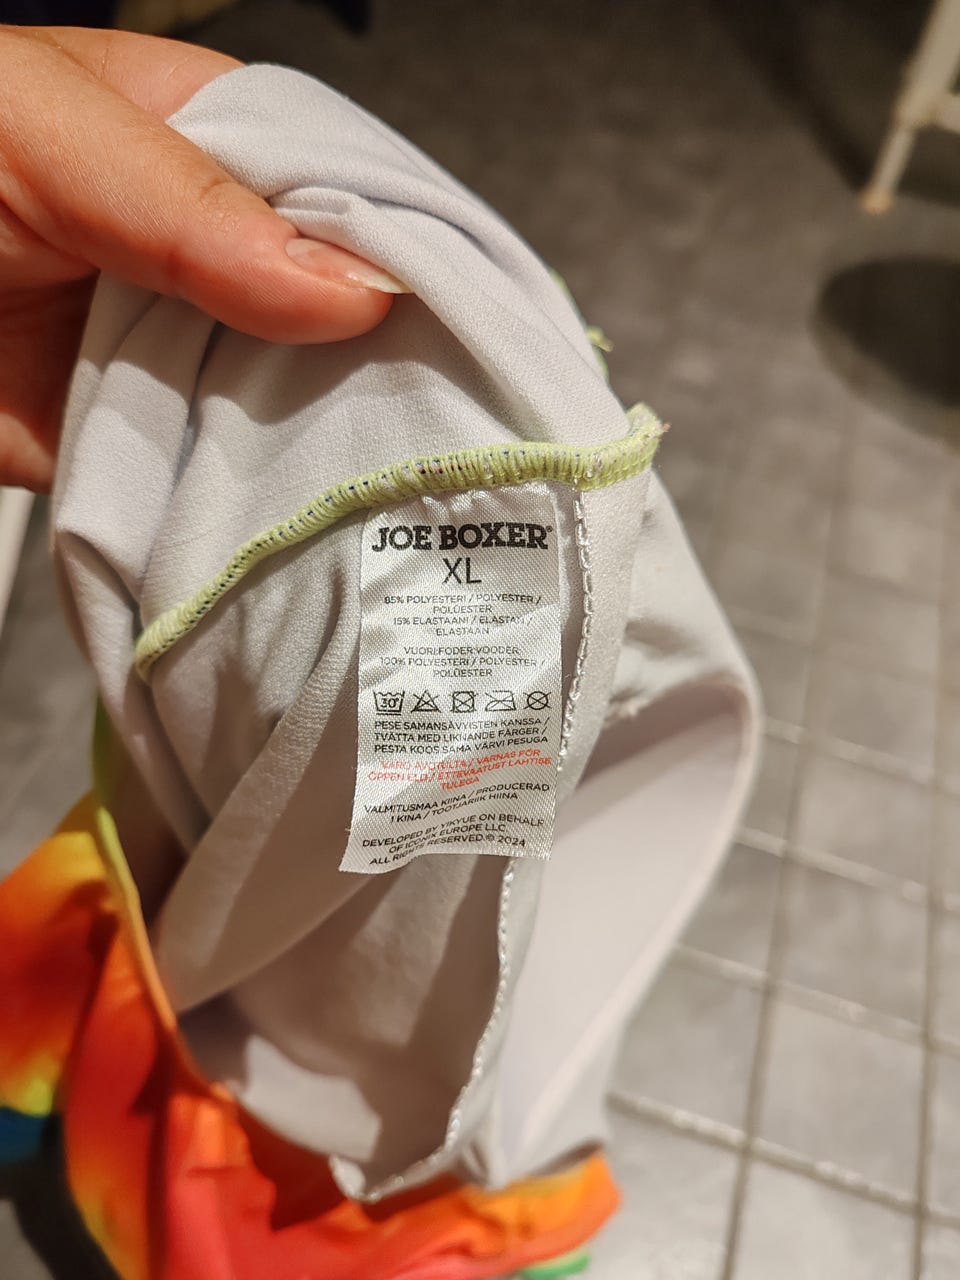 JOE BOXER®
XL
85% POLYESTERI / POLYESTER /
POLÜESTER
15% ELASTAANI / ELASTAN /
ELASTAAN
VUORI/FODER/VOODER:
100% POLYESTERI / POLYESTER /
POLÜESTER
30°
PESE SAMANSÄVYISTEN KANSSA /
TVÄTTA MED LIKNANDE FÄRGER /
PESTA KOOS SAMA VÄRVI PESUGA
VARO AVOTULTA / VARNAS FÖR
ÖPPEN ELD / ETTEVAATUST LAHTISE
TULEGA
VALMITUSMAA KIINA / PRODUCERAD
I KINA / TOOTJARIIK HIINA
DEVELOPED BY YIKYUE ON BEHALF
OF ICONIX EUROPE LLC.
ALL RIGHTS RESERVED.© 2024